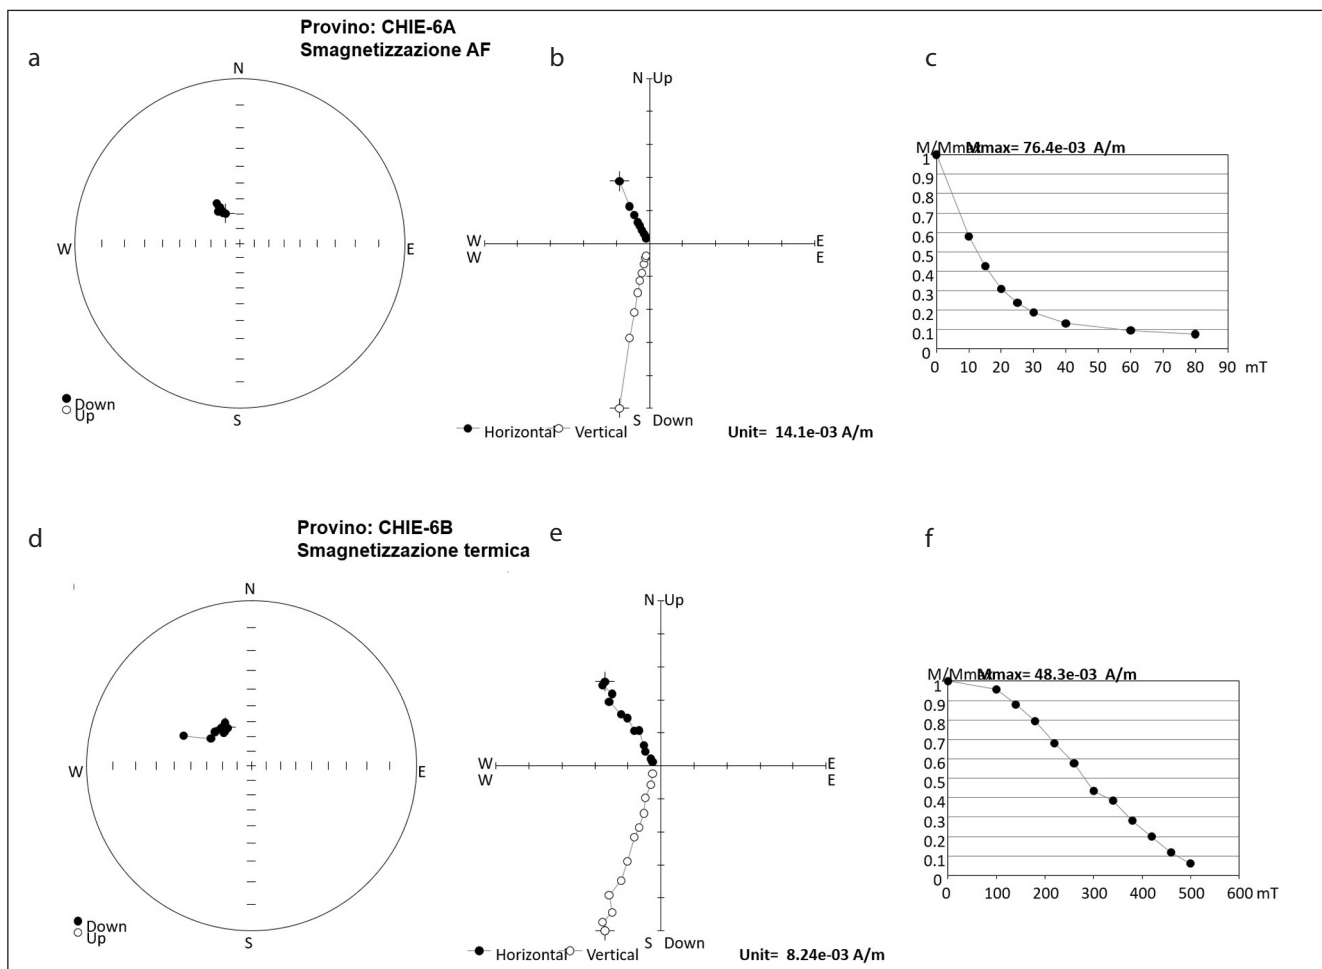 Provino: CHIE-6A
Smagnetizzazione AF
a
N
W
E
S
Down
Up
b
N Up
W E
W E
S Down
Horizontal Vertical
Unit= 14.1e-03 A/m
c
M/Mmax Mmax= 76.4e-03 A/m
1
0.9
0.8
0.7
0.6
0.5
0.4
0.3
0.2
0.1
0
0 10 20 30 40 50 60 70 80 90 mT
Provino: CHIE-6B
Smagnetizzazione termica
d
N
W
E
S
Down
Up
e
N Up
W E
W E
S Down
Horizontal Vertical
Unit= 8.24e-03 A/m
f
M/Mmax Mmax= 48.3e-03 A/m
1
0.9
0.8
0.7
0.6
0.5
0.4
0.3
0.2
0.1
0
0 100 200 300 400 500 600 mT